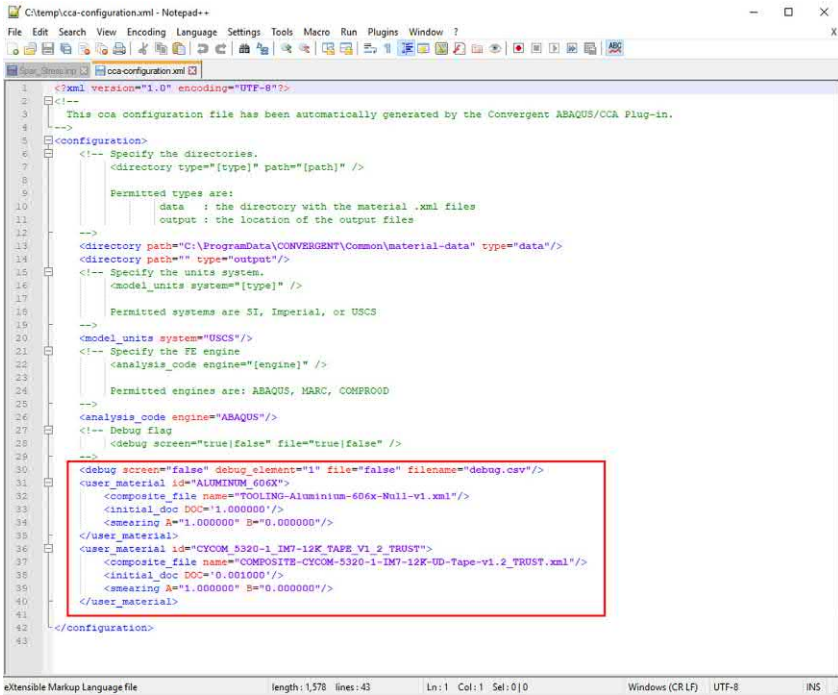 C:\temp\cca-configuration.xml - Notepad++
File Edit Search View Encoding Language Settings Tools Macro Run Plugins Window ? X
Spar_Stress.inp cca-configuration.xml
1 <?xml version="1.0" encoding="UTF-8"?>
2 <!--
3 This cca configuration file has been automatically generated by the Convergent ABAQUS/CCA Plug-in.
4 -->
5 <configuration>
6 <!-- Specify the directories.
7 <directory type="[type]" path="[path]" />
8
9 Permitted types are:
10 data : the directory with the material .xml files
11 output : the location of the output files
12 -->
13 <directory path="C:\ProgramData\CONVERGENT\Common\material-data" type="data"/>
14 <directory path="" type="output"/>
15 <!-- Specify the units system.
16 <model_units system="[type]" />
17
18 Permitted systems are SI, Imperial, or USCS
19 -->
20 <model_units system="USCS"/>
21 <!-- Specify the FE engine
22 <analysis_code engine="[engine]" />
23
24 Permitted engines are: ABAQUS, MARC, COMPRO0D
25 -->
26 <analysis_code engine="ABAQUS"/>
27 <!-- Debug flag
28 <debug screen="true|false" file="true|false" />
29 -->
30 <debug screen="false" debug_element="1" file="false" filename="debug.csv"/>
31 <user_material id="ALUMINUM_606X">
32 <composite_file name="TOOLING-Aluminium-606x-Null-v1.xml"/>
33 <initial_doc DOC='1.000000'/>
34 <smearing A="1.000000" B="0.000000"/>
35 </user_material>
36 <user_material id="CYCOM_5320-1_IM7-12K_TAPE_V1_2_TRUST">
37 <composite_file name="COMPOSITE-CYCOM-5320-1-IM7-12K-UD-Tape-v1.2_TRUST.xml"/>
38 <initial_doc DOC='0.001000'/>
39 <smearing A="1.000000" B="0.000000"/>
40 </user_material>
41
42 </configuration>
43
eXtensible Markup Language file length : 1,578 lines : 43 Ln : 1 Col : 1 Sel : 0 | 0 Windows (CR LF) UTF-8 INS